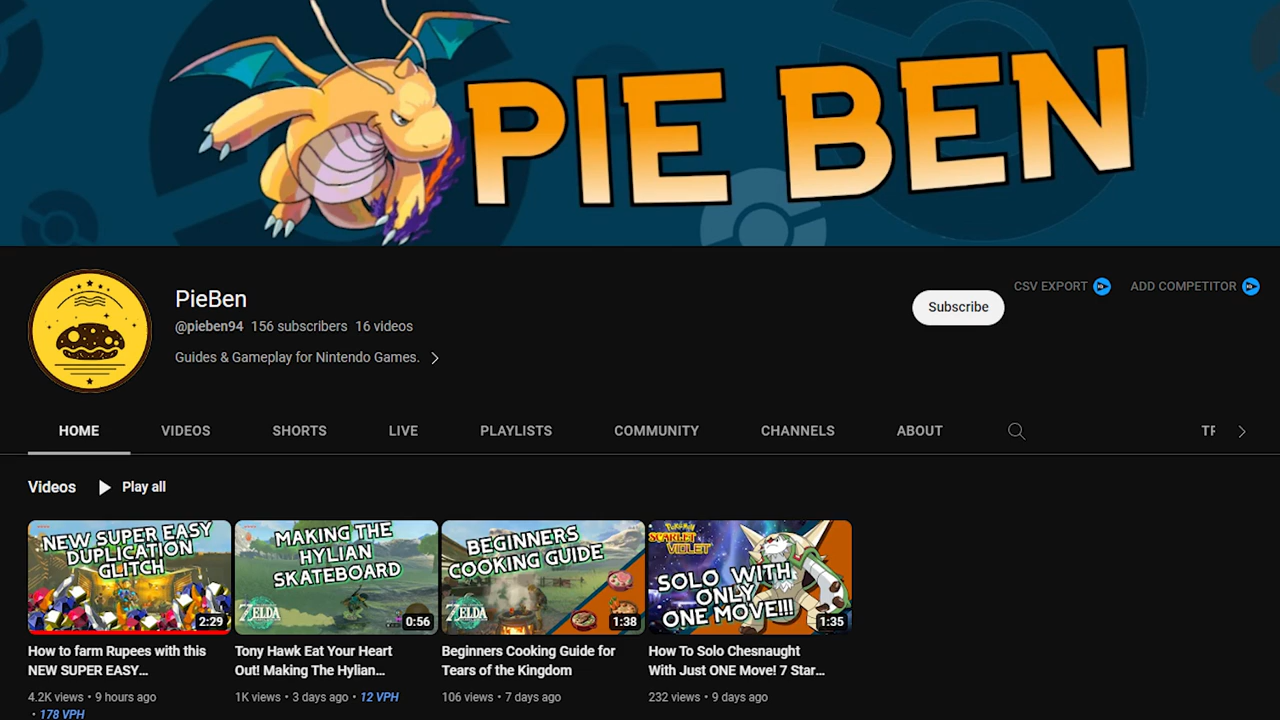 PIE BEN
PieBen
@pieben94 156 subscribers 16 videos
Guides & Gameplay for Nintendo Games.
Subscribe
CSV EXPORT
ADD COMPETITOR
HOME VIDEOS SHORTS LIVE PLAYLISTS COMMUNITY CHANNELS ABOUT
Videos Play all
NEW SUPER EASY
DUPLICATION
GLITCH
2:29
How to farm Rupees with this
NEW SUPER EASY...
4.2K views • 9 hours ago
• 178 VPH
MAKING THE
HYLIAN
SKATEBOARD
ZELDA
0:56
Tony Hawk Eat Your Heart
Out! Making The Hylian...
1K views • 3 days ago • 12 VPH
BEGINNERS
COOKING GUIDE
ZELDA
1:38
Beginners Cooking Guide for
Tears of the Kingdom
106 views • 7 days ago
POKéMON
SCARLET
VIOLET
SOLO WITH
ONLY
ONE MOVE!!!
1:35
How To Solo Chesnaught
With Just ONE Move! 7 Star...
232 views • 9 days ago